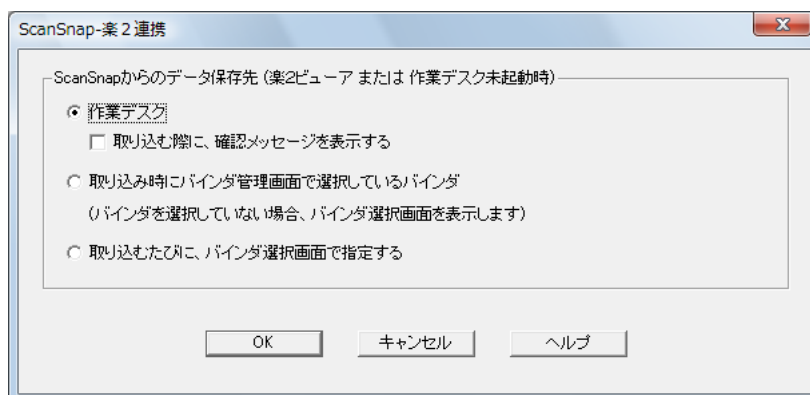 ScanSnap-楽２連携
ScanSnapからのデータ保存先 (楽2ビューア または 作業デスク未起動時)
作業デスク
取り込む際に、確認メッセージを表示する
取り込み時にバインダ管理画面で選択しているバインダ
(バインダを選択していない場合、バインダ選択画面を表示します)
取り込むたびに、バインダ選択画面で指定する
OK キャンセル ヘルプ